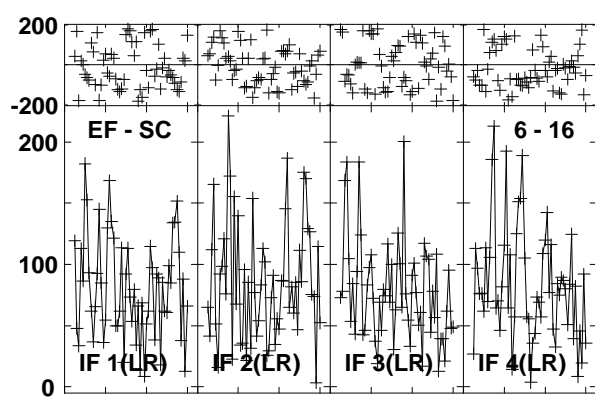 200
-200
EF - SC 6 - 16
200
100
IF 1(LR) IF 2(LR) IF 3(LR) IF 4(LR)
0